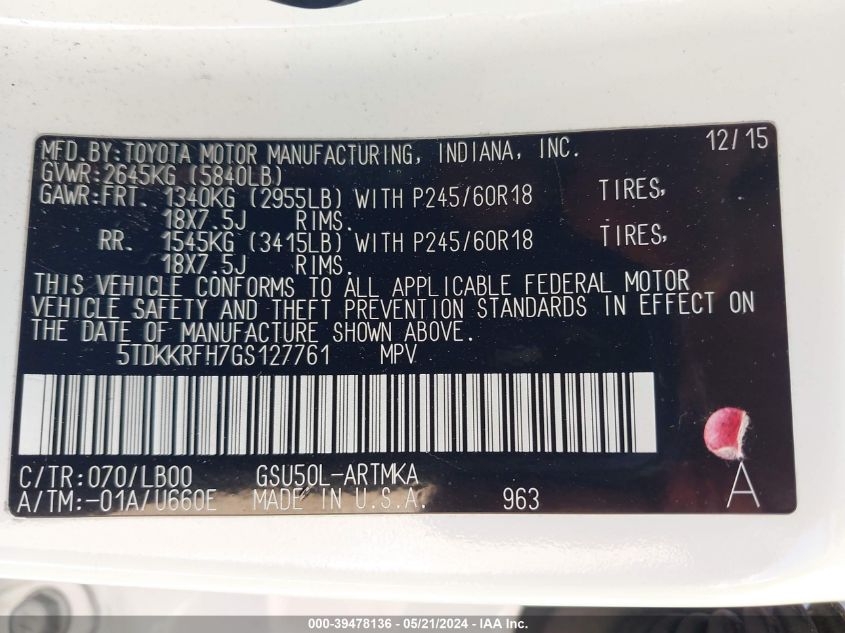 MFD.BY:TOYOTA MOTOR MANUFACTURING, INDIANA, INC. 12/15
GVWR:2645KG (5840LB)
GAWR:FRT. 1340KG (2955LB) WITH P245/60R18 TIRES,
18X7.5J RIMS.
RR. 1545KG (3415LB) WITH P245/60R18 TIRES,
18X7.5J RIMS.
THIS VEHICLE CONFORMS TO ALL APPLICABLE FEDERAL MOTOR
VEHICLE SAFETY AND THEFT PREVENTION STANDARDS IN EFFECT ON
THE DATE OF MANUFACTURE SHOWN ABOVE.
5TDKKRFH7GS127761 MPV
C/TR:070/LB00 GSU50L-ARTMKA
A/TM:-01A/U660E MADE IN U.S.A. 963 A
000-39478136 - 05/21/2024 - IAA Inc.